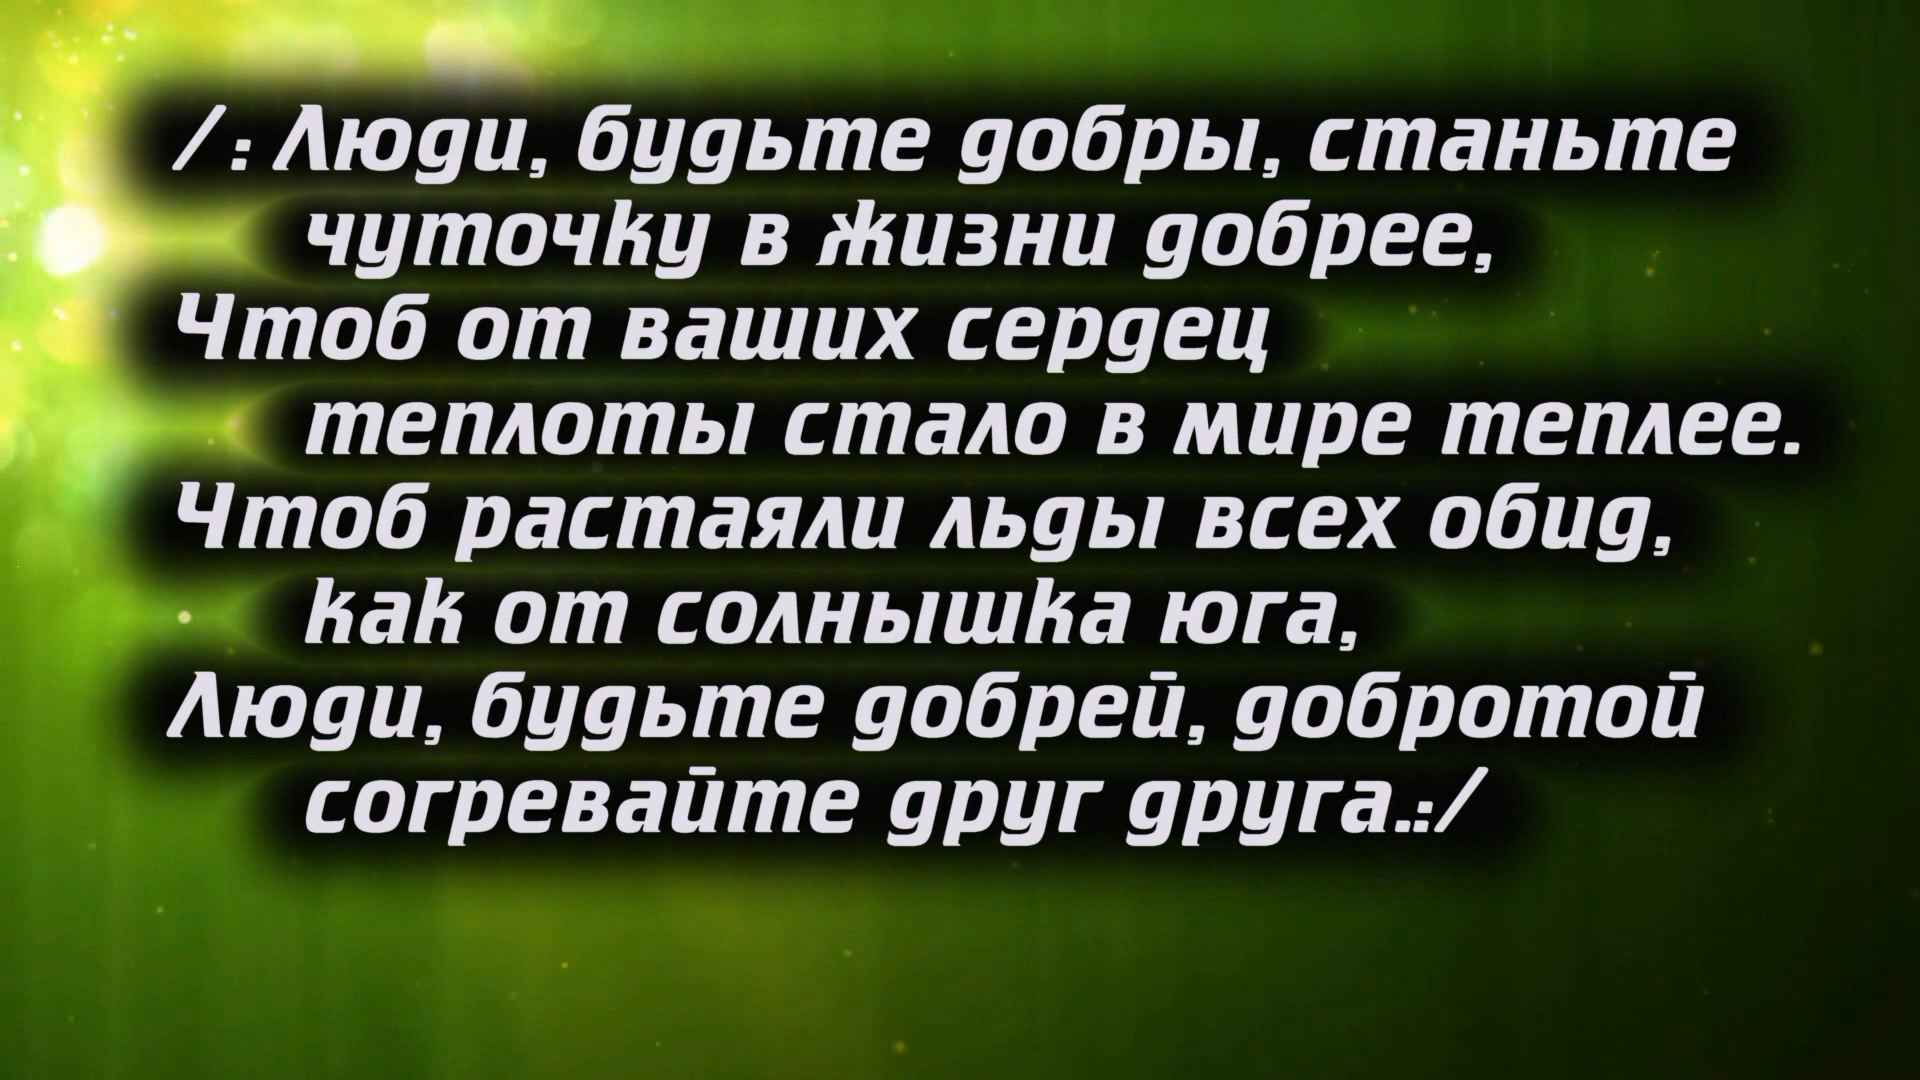 /: Люди, будьте добры, станьте
чуточку в жизни добрее,
Чтоб от ваших сердец
теплоты стало в мире теплее.
Чтоб растаяли льды всех обид,
как от солнышка юга,
Люди, будьте добрей, добротой
согревайте друг друга.:/